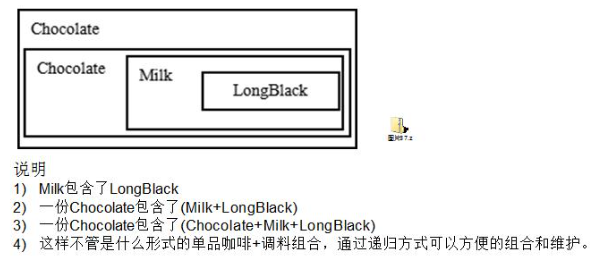 Chocolate
Chocolate
Milk
LongBlack
说明
1) Milk包含了LongBlack
2) 一份Chocolate包含了(Milk+LongBlack)
3) 一份Chocolate包含了(Chocolate+Milk+LongBlack)
4) 这样不管是什么形式的单品咖啡+调料组合，通过递归方式可以方便的组合和维护。